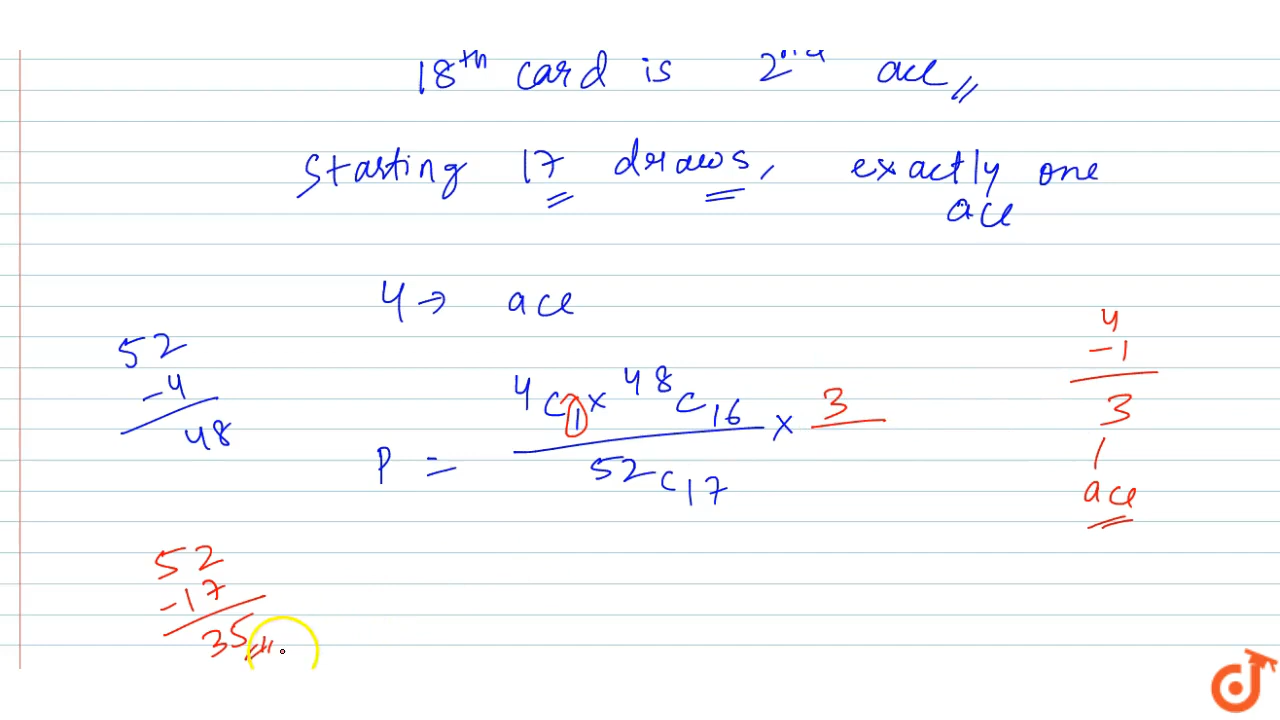 18th card is 2nd ace,,
Starting 17 draws, exactly one
ace
4 → ace
52
-4
48
P = 4C1 × 48C16 × 3
52C17
4
-1
3
ace
52
-17
35